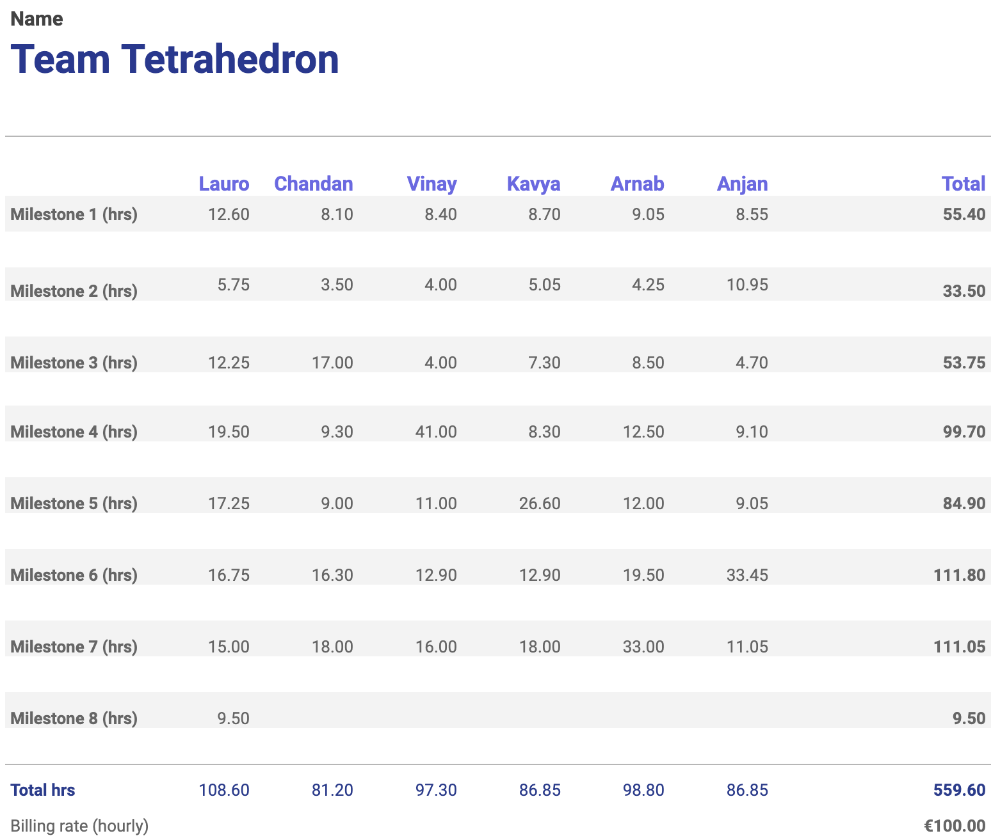 Name
Team Tetrahedron
Lauro Chandan Vinay Kavya Arnab Anjan Total
Milestone 1 (hrs) 12.60 8.10 8.40 8.70 9.05 8.55 55.40
Milestone 2 (hrs) 5.75 3.50 4.00 5.05 4.25 10.95 33.50
Milestone 3 (hrs) 12.25 17.00 4.00 7.30 8.50 4.70 53.75
Milestone 4 (hrs) 19.50 9.30 41.00 8.30 12.50 9.10 99.70
Milestone 5 (hrs) 17.25 9.00 11.00 26.60 12.00 9.05 84.90
Milestone 6 (hrs) 16.75 16.30 12.90 12.90 19.50 33.45 111.80
Milestone 7 (hrs) 15.00 18.00 16.00 18.00 33.00 11.05 111.05
Milestone 8 (hrs) 9.50 9.50
Total hrs 108.60 81.20 97.30 86.85 98.80 86.85 559.60
Billing rate (hourly) €100.00